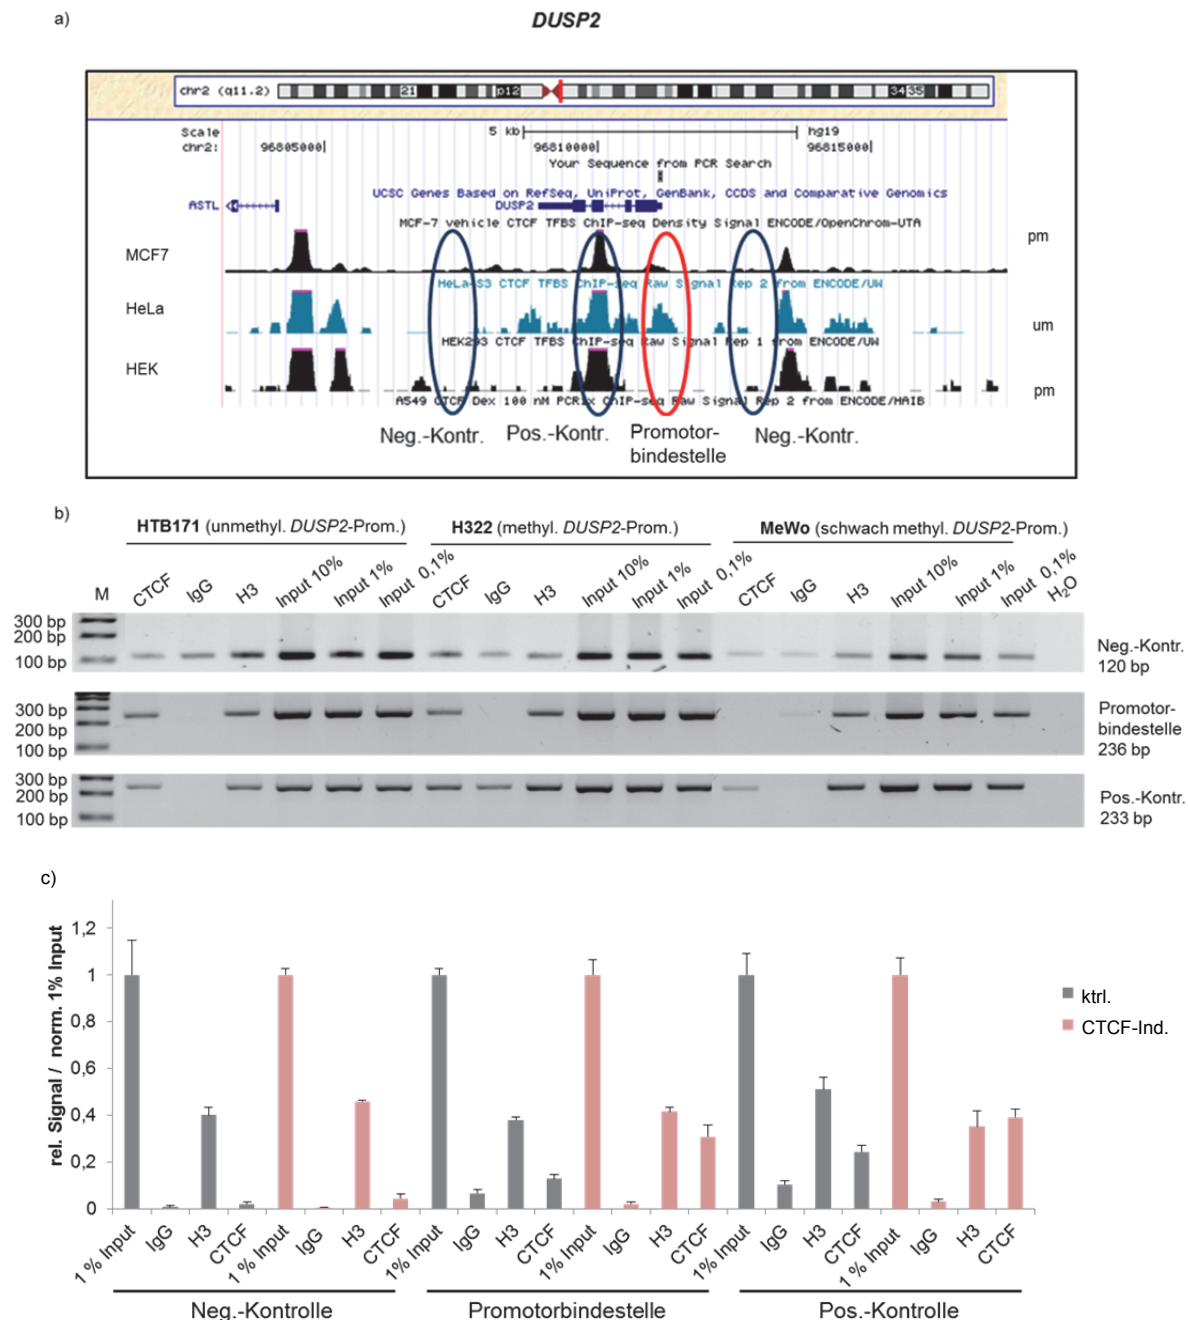 a)
DUSP2
chr2 (q11.2)
21
p12
34
35
Scale
5 kb
hg19
chr2:
96805000
96810000
96815000
Your Sequence from PCR Search
UCSC Genes Based on RefSeq, UniProt, GenBank, CCDS and Comparative Genomics
ASTL
DUSP2
MCF-7 vehicle CTCF TFBS ChIP-seq Density Signal ENCODE/OpenChrom-UTA
pm
MCF7
HeLa-S3 CTCF TFBS ChIP-seq Raw Signal Rep 2 from ENCODE/UW
HeLa
um
HEK293 CTCF TFBS ChIP-seq Raw Signal Rep 1 from ENCODE/UW
HEK
pm
A549 CTCF Dex 100 nM PCR1x ChIP-seq Raw Signal Rep 2 from ENCODE/HAIB
Neg.-Kontr.
Pos.-Kontr.
Promotor-
bindestelle
Neg.-Kontr.
b)
HTB171 (unmethyl. DUSP2-Prom.)
H322 (methyl. DUSP2-Prom.)
MeWo (schwach methyl. DUSP2-Prom.)
M
CTCF
IgG
H3
Input 10%
Input 1%
Input 0,1%
CTCF
IgG
H3
Input 10%
Input 1%
Input 0,1%
CTCF
IgG
H3
Input 10%
Input 1%
Input 0,1%
H2O
300 bp
200 bp
100 bp
Neg.-Kontr.
120 bp
300 bp
200 bp
100 bp
Promotor-
bindestelle
236 bp
300 bp
200 bp
100 bp
Pos.-Kontr.
233 bp
c)
rel. Signal / norm. 1% Input
1,2
1
0,8
0,6
0,4
0,2
0
ktrl.
CTCF-Ind.
1% Input
IgG
H3
CTCF
1% Input
IgG
H3
CTCF
1% Input
IgG
H3
CTCF
1% Input
IgG
H3
CTCF
1% Input
IgG
H3
CTCF
1% Input
IgG
H3
CTCF
Neg.-Kontrolle
Promotorbindestelle
Pos.-Kontrolle